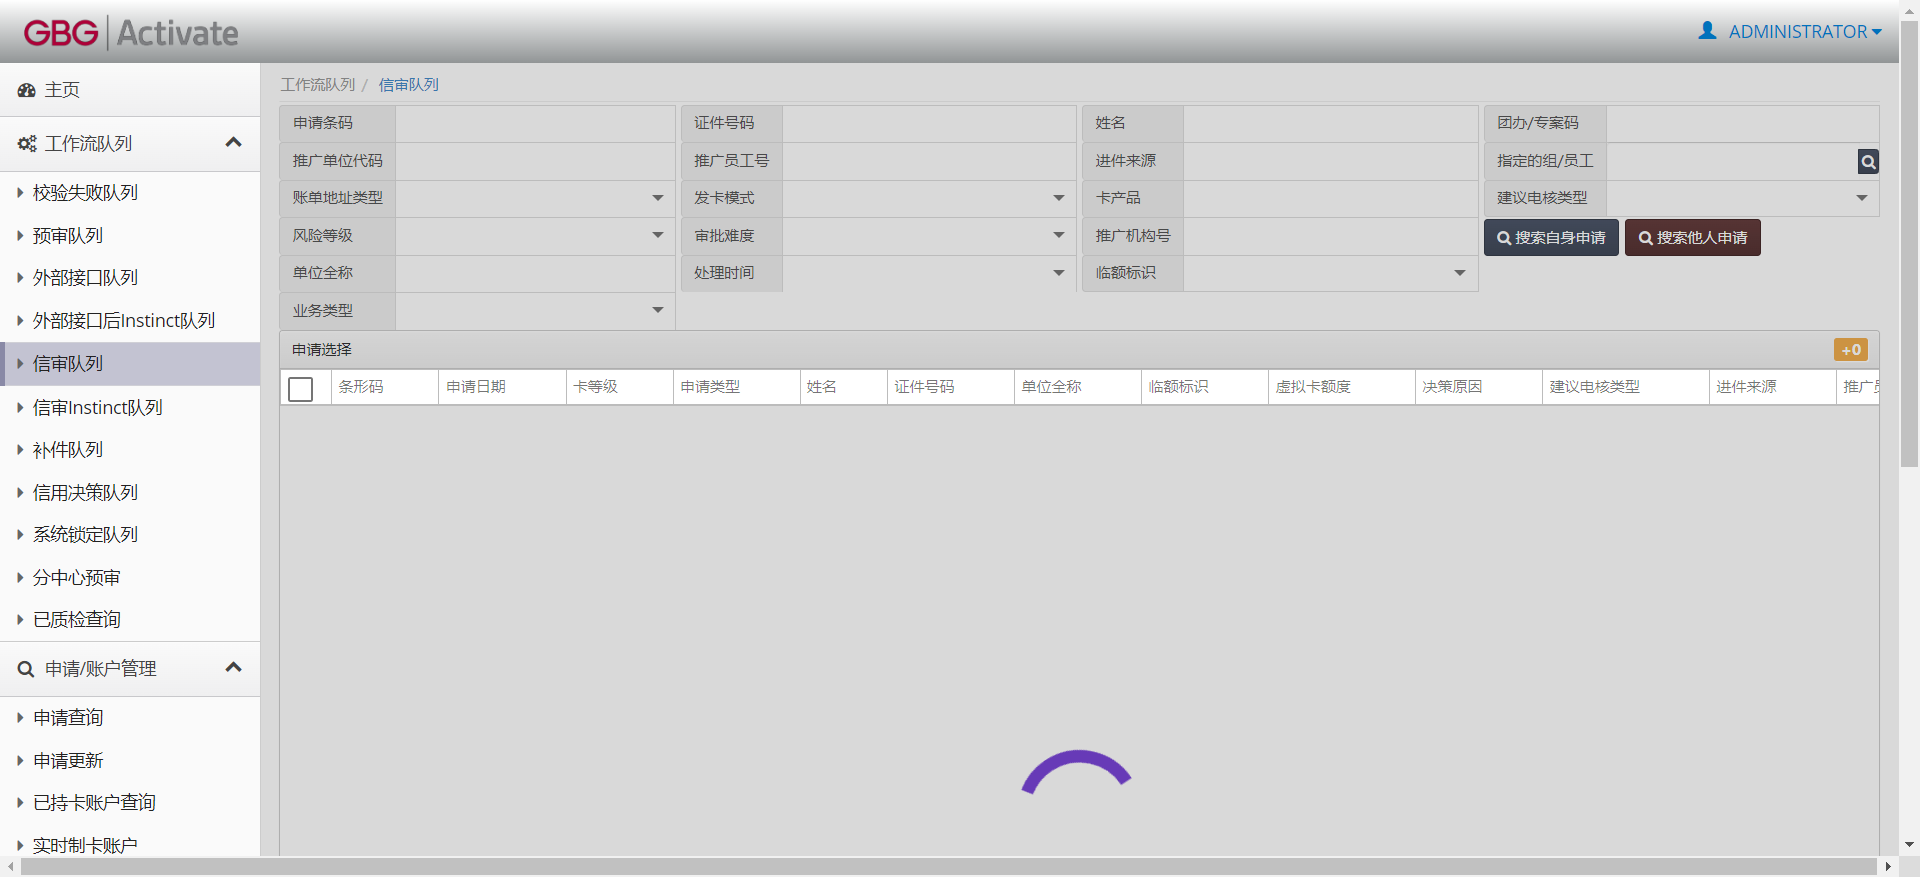 GBG Activate
ADMINISTRATOR
主页
工作流队列
校验失败队列
预审队列
外部接口队列
外部接口后Instinct队列
信审队列
信审Instinct队列
补件队列
信用决策队列
系统锁定队列
分中心预审
已质检查询
申请/账户管理
申请查询
申请更新
已持卡账户查询
实时制卡账户
工作流队列 / 信审队列
申请条码 证件号码 姓名 团办/专案码
推广单位代码 推广员工号 进件来源 指定的组/员工
账单地址类型 发卡模式 卡产品 建议电核类型
风险等级 审批难度 推广机构号 搜索自身申请 搜索他人申请
单位全称 处理时间 临额标识
业务类型
申请选择 +0
条形码 申请日期 卡等级 申请类型 姓名 证件号码 单位全称 临额标识 虚拟卡额度 决策原因 建议电核类型 进件来源 推广